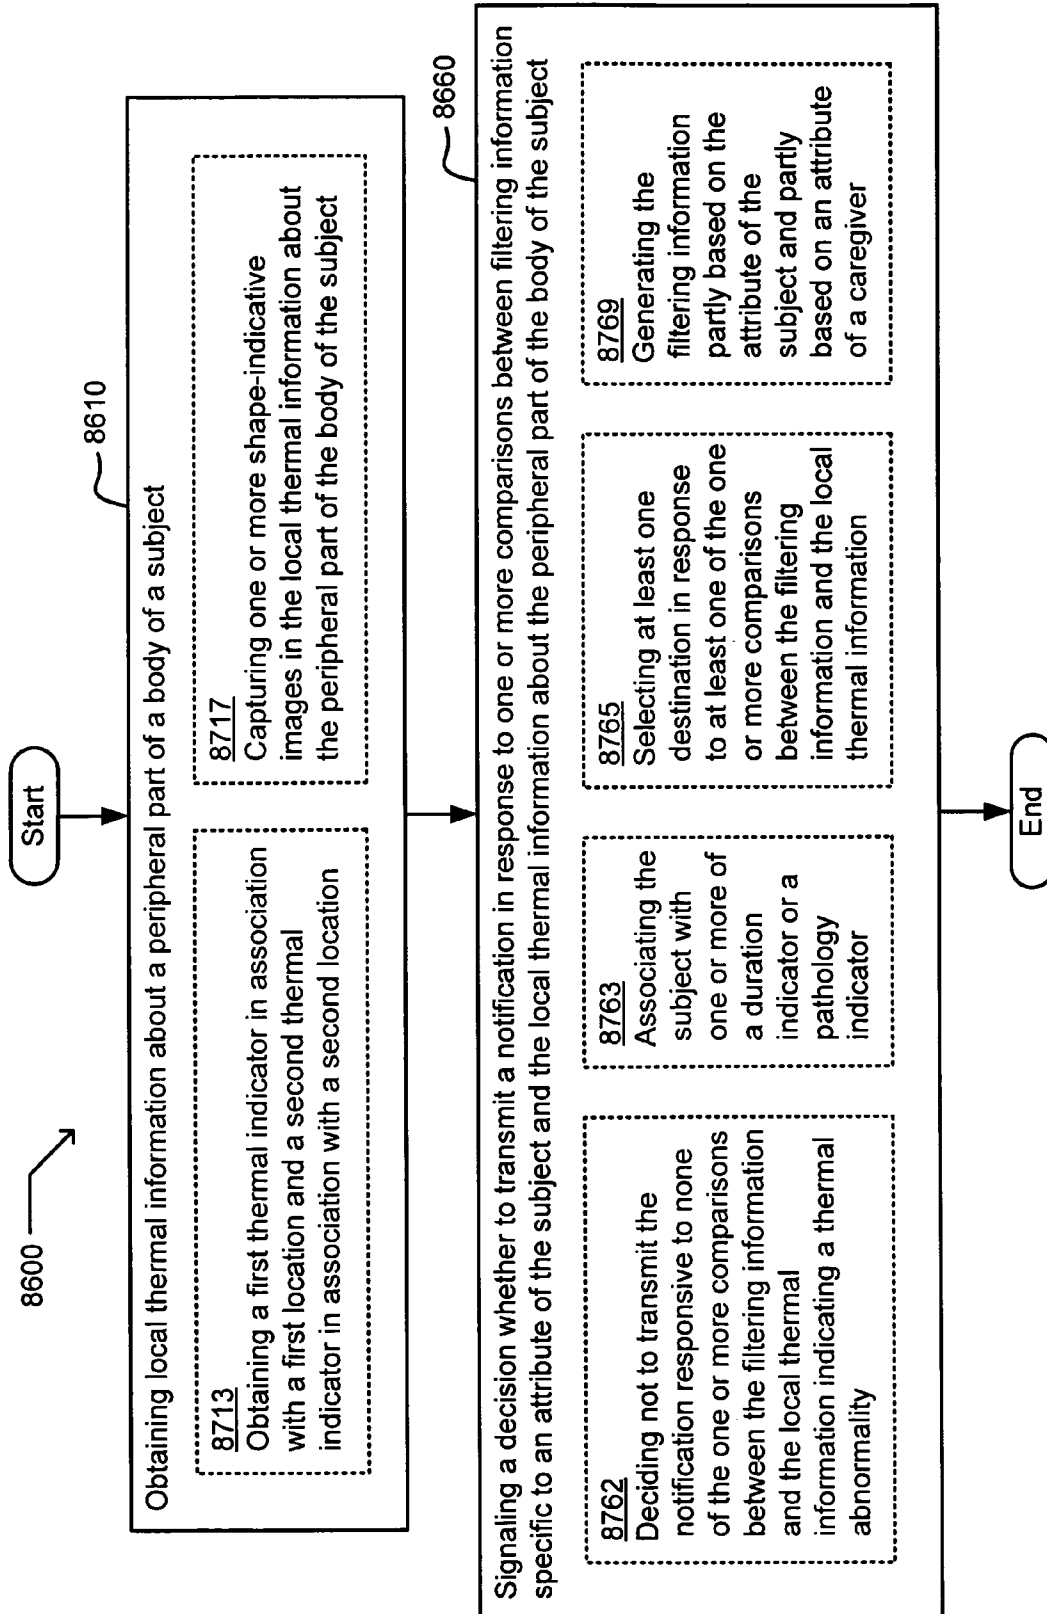 8600
Start
8610
Obtaining local thermal information about a peripheral part of a body of a subject
8713
Obtaining a first thermal indicator in association
with a first location and a second thermal
indicator in association with a second location
8717
Capturing one or more shape-indicative
images in the local thermal information about
the peripheral part of the body of the subject
8660
Signaling a decision whether to transmit a notification in response to one or more comparisons between filtering information
specific to an attribute of the subject and the local thermal information about the peripheral part of the body of the subject
8762
Deciding not to transmit the
notification responsive to none
of the one or more comparisons
between the filtering information
and the local thermal
information indicating a thermal
abnormality
8763
Associating the
subject with
one or more of
a duration
indicator or a
pathology
indicator
8765
Selecting at least one
destination in response
to at least one of the one
or more comparisons
between the filtering
information and the local
thermal information
8769
Generating the
filtering information
partly based on the
attribute of the
subject and partly
based on an attribute
of a caregiver
End